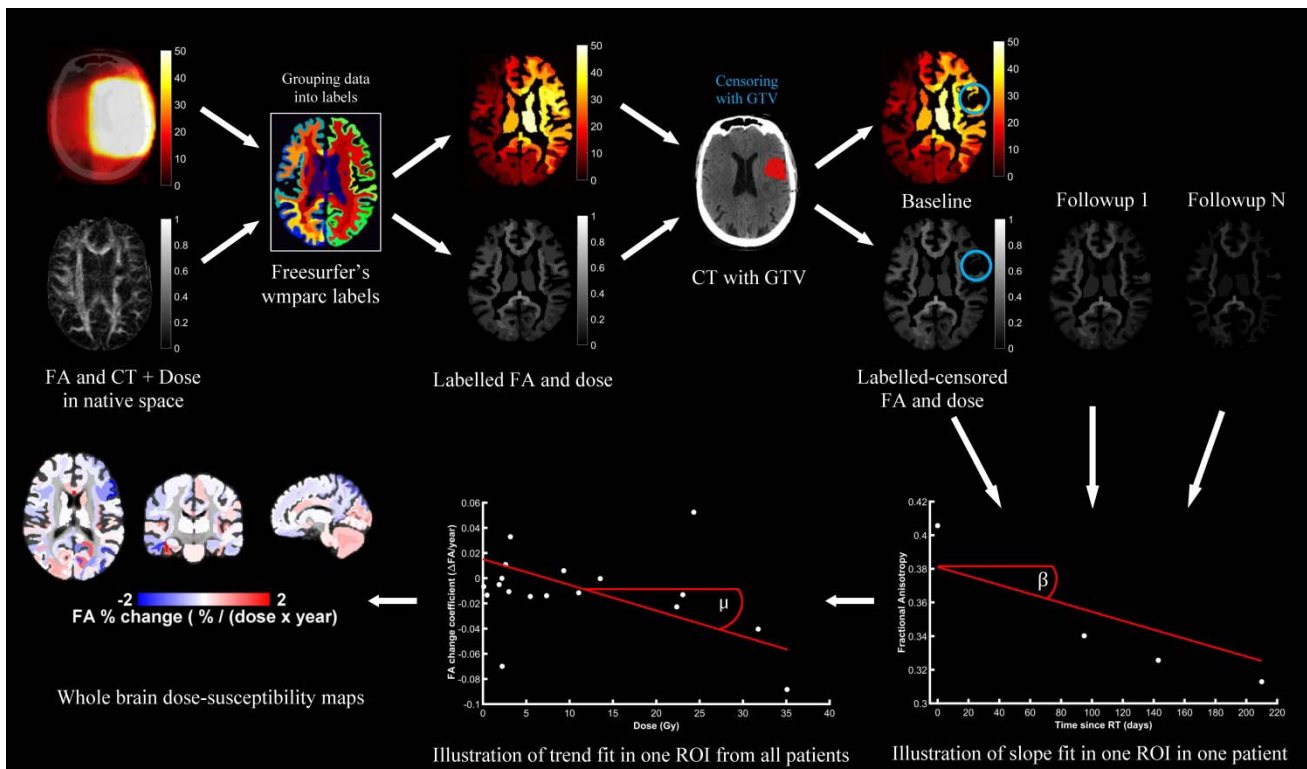 50
40
30
20
10
0
Grouping data
into labels
50
40
30
20
10
0
Censoring
with GTV
50
40
30
20
10
0
Baseline
Followup 1
Followup N
1
0.8
0.6
0.4
0.2
0
Freesurfer's
wmparc labels
1
0.8
0.6
0.4
0.2
0
CT with GTV
1
0.8
0.6
0.4
0.2
0
FA and CT + Dose
in native space
Labelled FA and dose
Labelled-censored
FA and dose
-2
2
FA % change ( % / (dose x year)
Whole brain dose-susceptibility maps
FA change coefficient (ΔFA/year)
0.06
0.04
0.02
0
-0.02
-0.04
-0.06
-0.08
-0.1
μ
0 5 10 15 20 25 30 35 40
Dose (Gy)
Illustration of trend fit in one ROI from all patients
Fractional Anisotropy
0.42
0.4
0.38
0.36
0.34
0.32
0.3
β
0 20 40 60 80 100 120 140 160 180 200 220
Time since RT (days)
Illustration of slope fit in one ROI in one patient